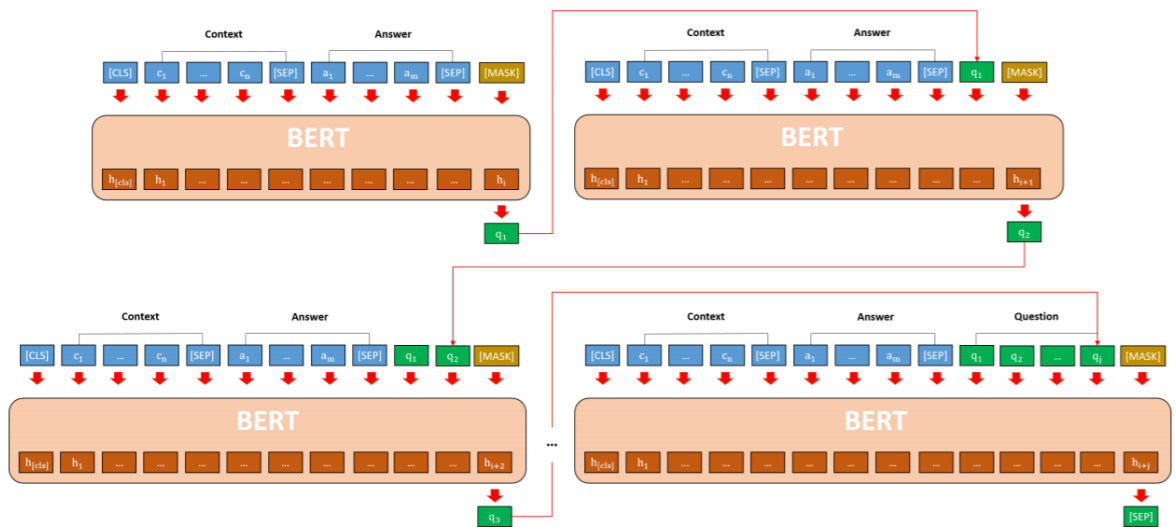 Context Answer
[CLS] c₁ ... cₙ [SEP] a₁ ... aₘ [SEP] [MASK]
BERT
h[cls] h₁ ... ... ... ... ... ... ... hᵢ
q₁
Context Answer
[CLS] c₁ ... cₙ [SEP] a₁ ... aₘ [SEP] q₁ [MASK]
BERT
h[cls] h₁ ... ... ... ... ... ... ... ... hᵢ₊₁
q₂
Context Answer
[CLS] c₁ ... cₙ [SEP] a₁ ... aₘ [SEP] q₁ q₂ [MASK]
BERT
h[cls] h₁ ... ... ... ... ... ... ... ... ... hᵢ₊₂
q₃
...
Context Answer Question
[CLS] c₁ ... cₙ [SEP] a₁ ... aₘ [SEP] q₁ q₂ ... qⱼ [MASK]
BERT
h[cls] h₁ ... ... ... ... ... ... ... ... ... ... ... hᵢ₊ⱼ
[SEP]